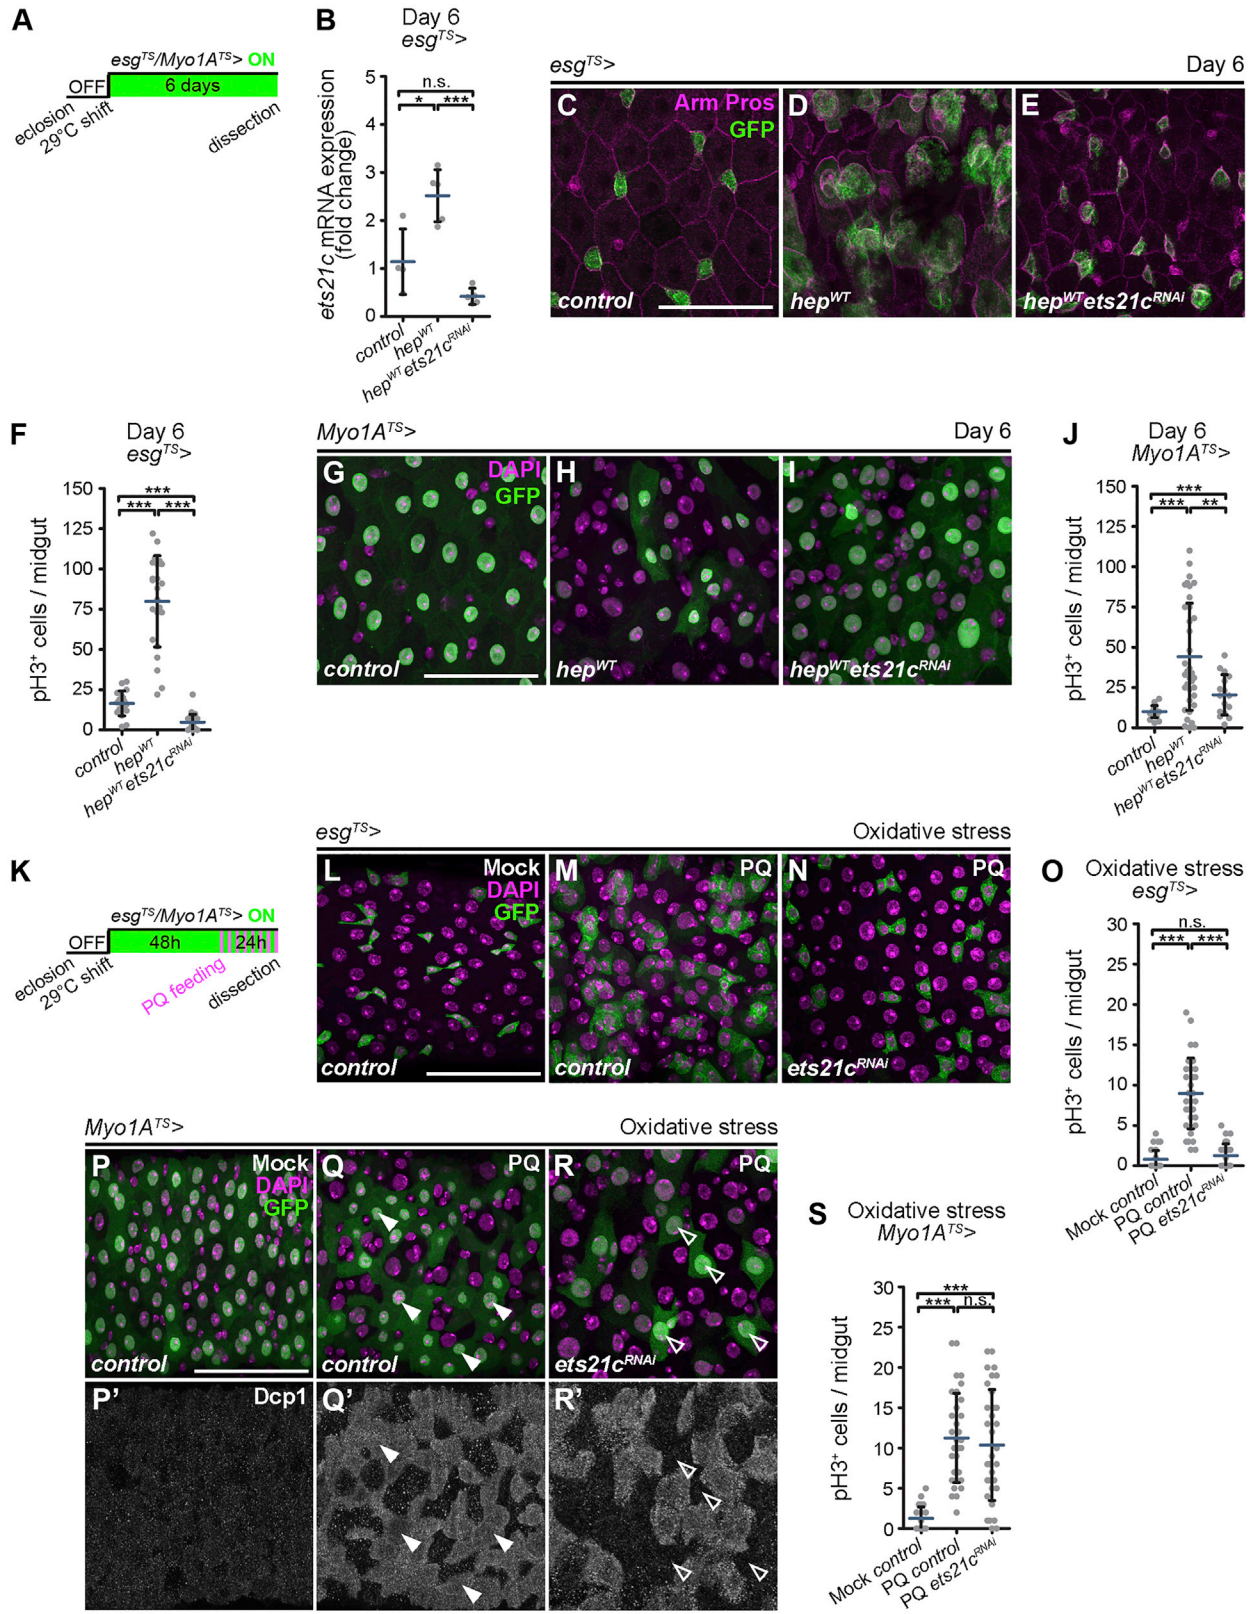 A
esgTS/Myo1ATS> ON
OFF
6 days
eclosion
29°C shift
dissection
B
Day 6
esgTS>
ets21c mRNA expression
(fold change)
5
4
3
2
1
0
n.s.
* ***
control
hepWT
hepWTets21cRNAi
esgTS> Day 6
C
Arm Pros
GFP
control
D
hepWT
E
hepWTets21cRNAi
F
Day 6
esgTS>
pH3+ cells / midgut
150
125
100
75
50
25
0
***
*** ***
control
hepWT
hepWTets21cRNAi
Myo1ATS> Day 6
G
DAPI
GFP
control
H
hepWT
I
hepWTets21cRNAi
J
Day 6
Myo1ATS>
pH3+ cells / midgut
150
125
100
75
50
25
0
***
*** **
control
hepWT
hepWTets21cRNAi
K
esgTS/Myo1ATS> ON
OFF
48h
24h
eclosion
29°C shift
PQ feeding
dissection
esgTS> Oxidative stress
L
Mock
DAPI
GFP
control
M
PQ
control
N
PQ
ets21cRNAi
O
Oxidative stress
esgTS>
pH3+ cells / midgut
30
25
20
15
10
5
0
n.s.
*** ***
Mock control
PQ control
PQ ets21cRNAi
Myo1ATS> Oxidative stress
P
Mock
DAPI
GFP
control
Q
PQ
control
R
PQ
ets21cRNAi
P’
Dcp1
Q’
R’
S
Oxidative stress
Myo1ATS>
pH3+ cells / midgut
30
25
20
15
10
5
0
***
*** n.s.
Mock control
PQ control
PQ ets21cRNAi